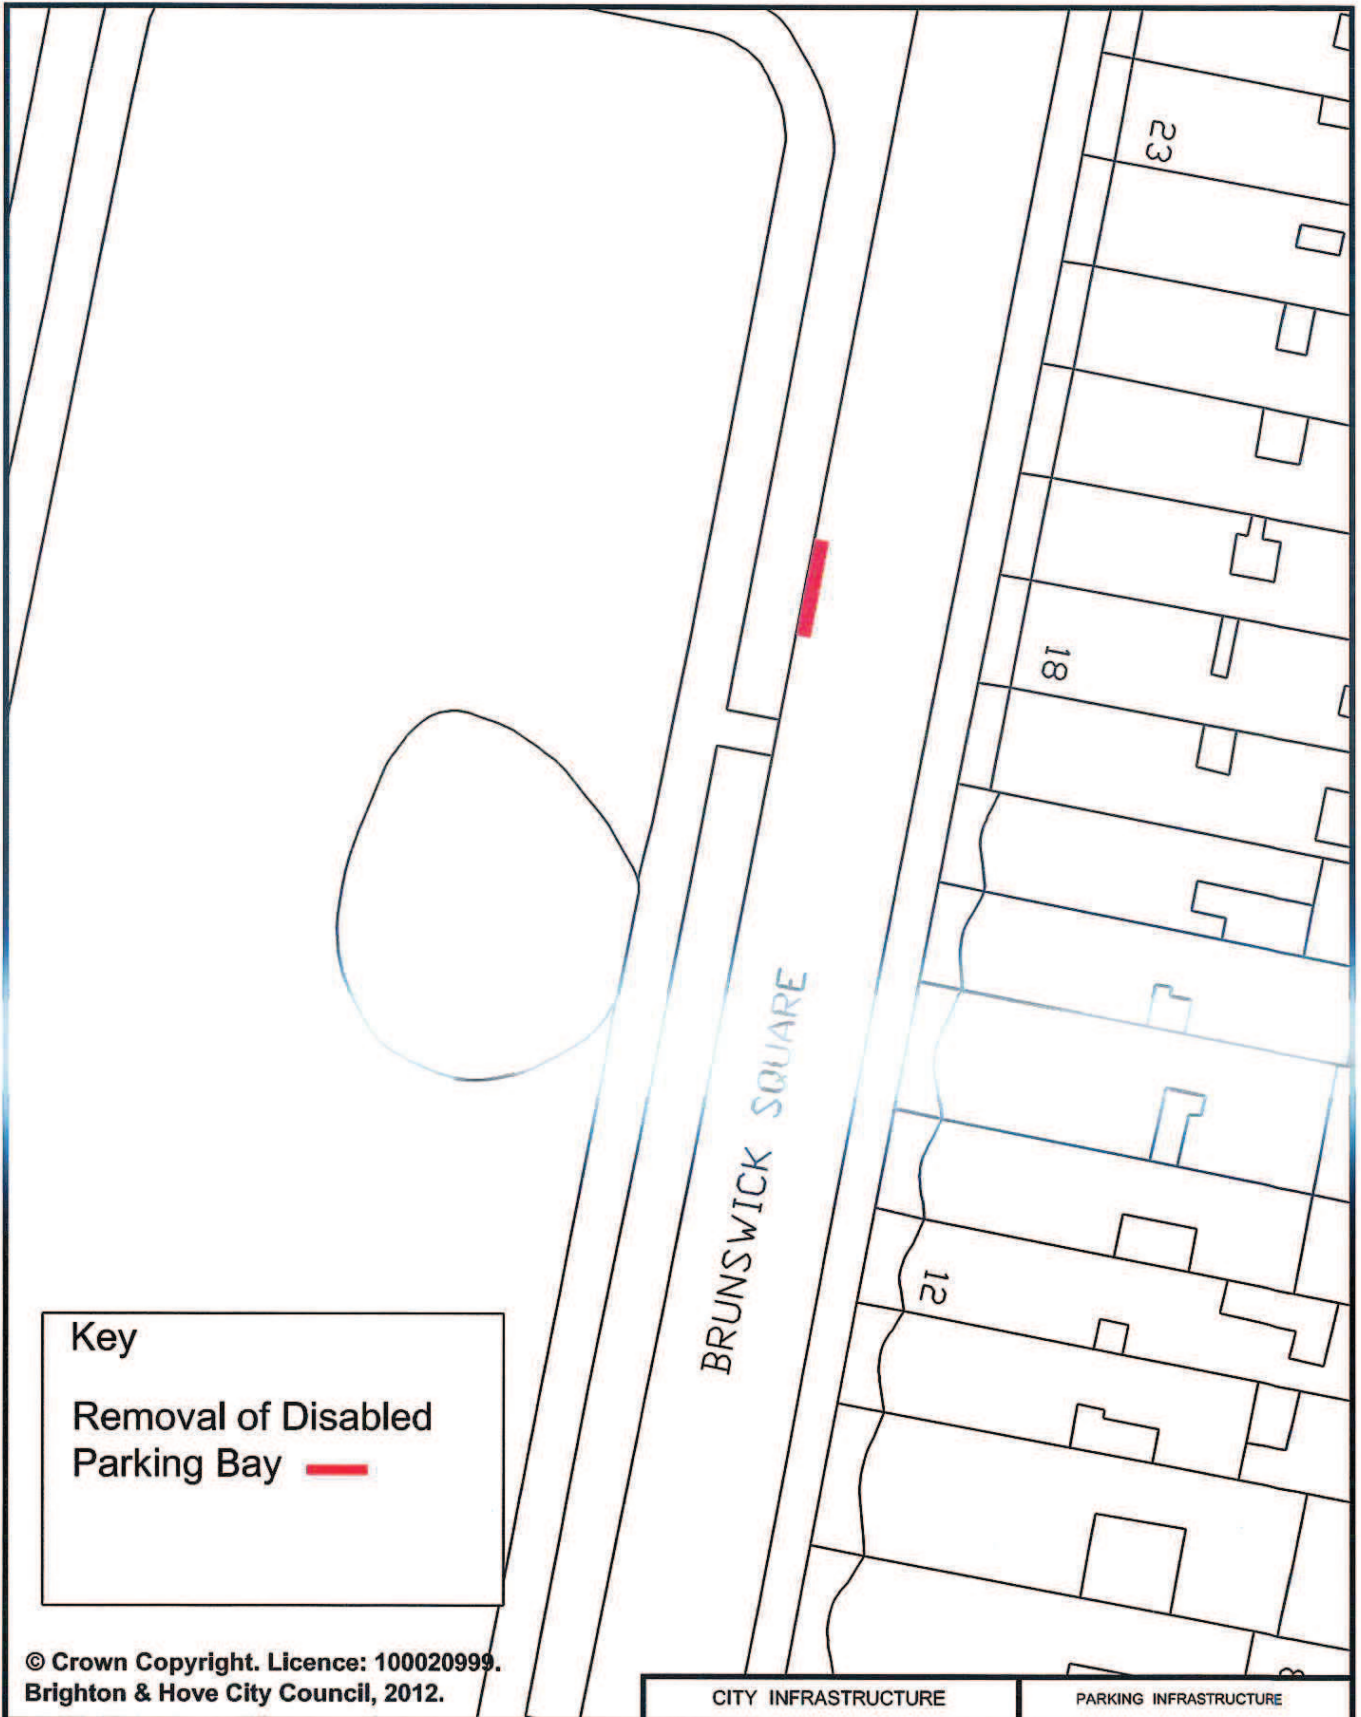 23
18
BRUNSWICK SQUARE
12
Key
Removal of Disabled
Parking Bay
© Crown Copyright. Licence: 100020999.
Brighton & Hove City Council, 2012.
8
CITY INFRASTRUCTURE
PARKING INFRASTRUCTURE